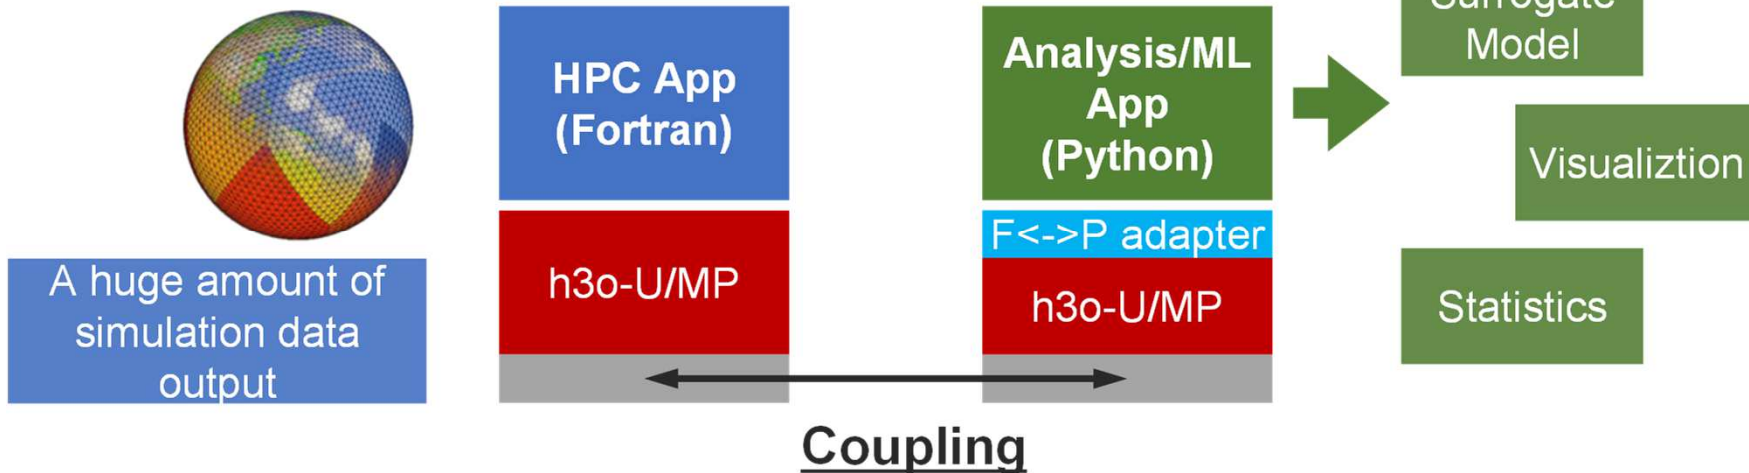 A huge amount of
simulation data
output
HPC App
(Fortran)
h3o-U/MP
Analysis/ML
App
(Python)
F<->P adapter
h3o-U/MP
Coupling
Surrogate
Model
Visualiztion
Statistics